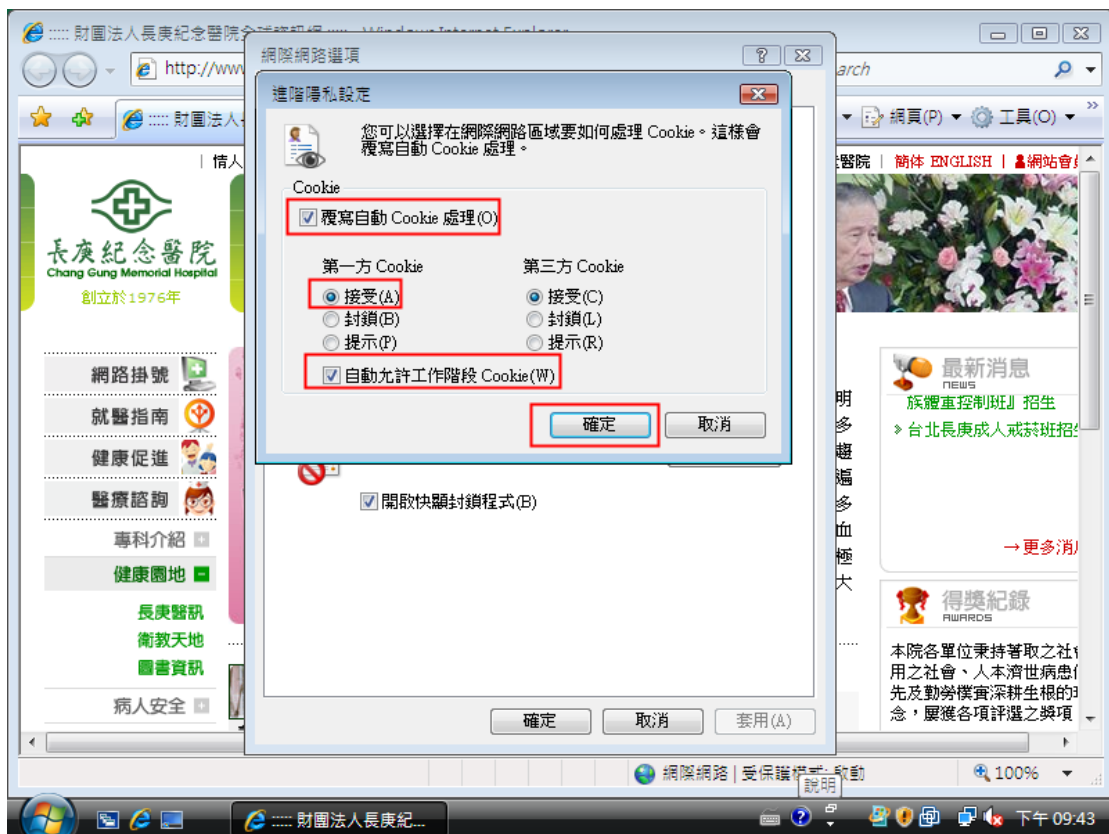 ::::: 財團法人長庚紀念醫院
Windows Internet Explorer
http://www
網際網路選項
進階隱私設定
您可以選擇在網際網路區域要如何處理 Cookie。這樣會
覆寫自動 Cookie 處理。
Cookie
覆寫自動 Cookie 處理(O)
第一方 Cookie
第三方 Cookie
接受(A)
接受(C)
封鎖(B)
封鎖(L)
提示(P)
提示(R)
自動允許工作階段 Cookie(W)
確定
取消
開啟快顯封鎖程式(B)
確定
取消
套用(A)
arch
::::: 財團法人
網頁(P)
工具(O)
情人
醫院 | 簡体 ENGLISH | 網站會
長庚紀念醫院
Chang Gung Memorial Hospital
創立於1976年
網路掛號
就醫指南
健康促進
醫療諮詢
專科介紹
健康園地
長庚醫訊
衛教天地
圖書資訊
病人安全
明
多
趨
遍
多
血
極
大
最新消息
NEWS
族體重控制班』招生
台北長庚成人戒菸班招
→更多消
得獎紀錄
AWARDS
本院各單位秉持著取之社
用之社會、人本濟世病患
先及勤勞樸實深耕生根的
念，屢獲各項評選之獎項
網際網路 | 受保護模式: 啟動
100%
說明
::::: 財團法人長庚紀...
下午 09:43